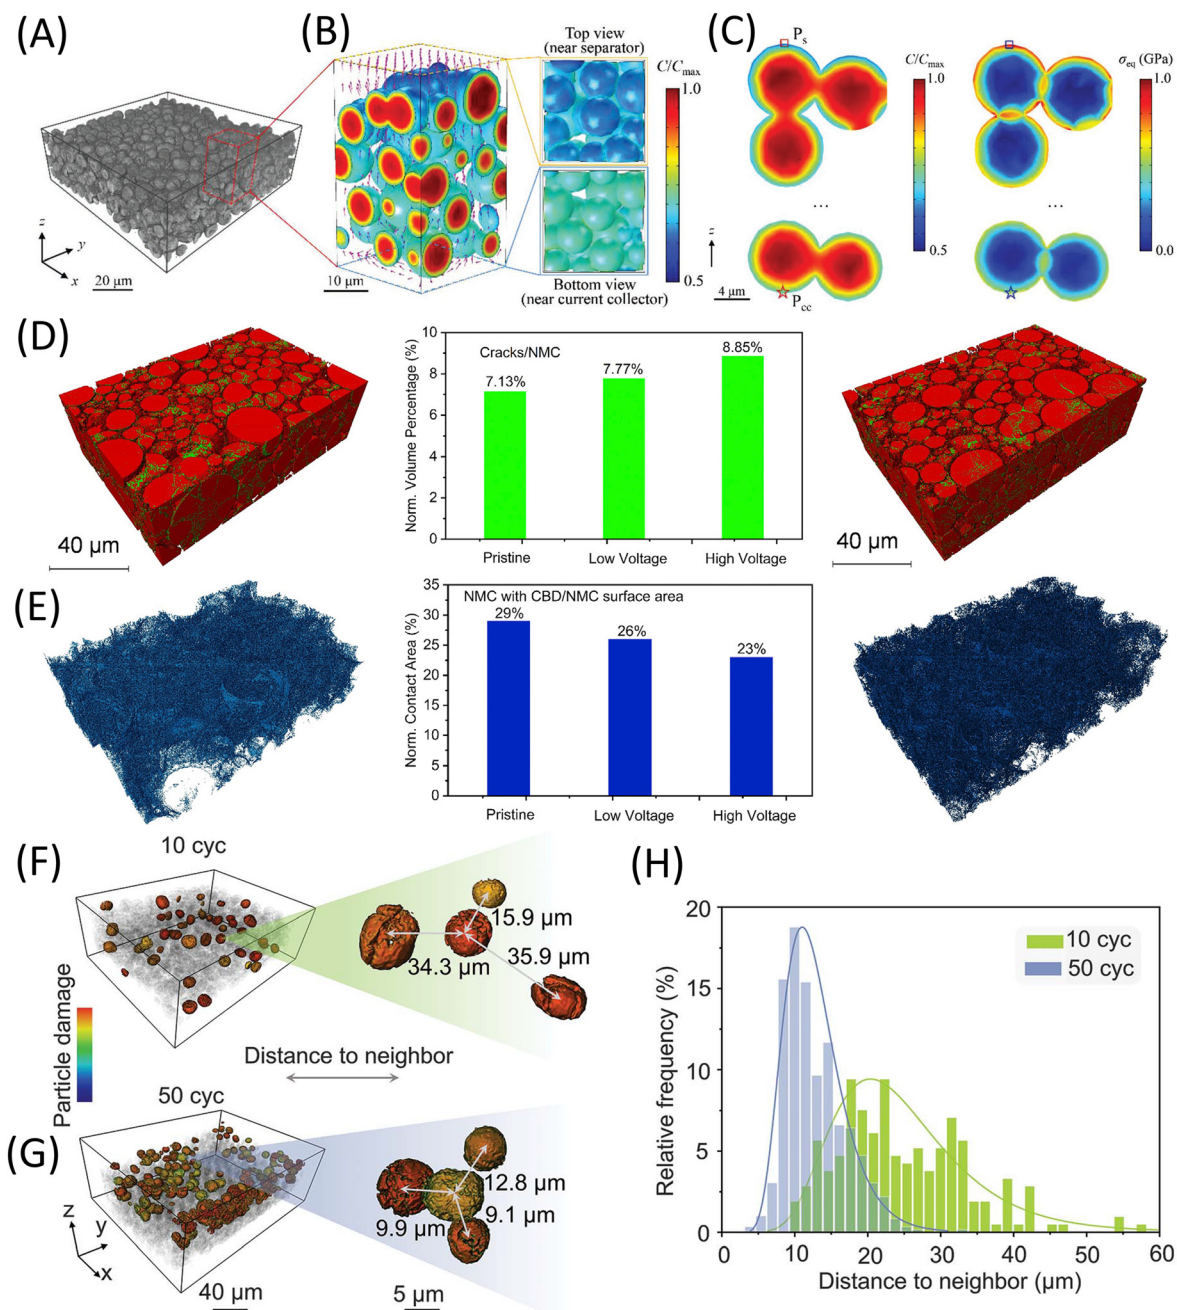 (A)
z
y
x
20 µm
(B)
Top view
(near separator)
C/Cmax
1.0
0.5
10 µm
Bottom view
(near current collector)
(C)
Ps
C/Cmax
1.0
0.5
σeq (GPa)
1.0
0.0
...
...
z
4 µm
Pcc
(D)
40 µm
Norm. Volume Percentage (%)
10
8
6
4
2
0
Cracks/NMC
7.13%
7.77%
8.85%
Pristine
Low Voltage
High Voltage
40 µm
(E)
Norm. Contact Area (%)
35
30
25
20
15
10
5
0
NMC with CBD/NMC surface area
29%
26%
23%
Pristine
Low Voltage
High Voltage
(F)
10 cyc
15.9 µm
34.3 µm
35.9 µm
Particle damage
Distance to neighbor
50 cyc
(G)
12.8 µm
9.9 µm
9.1 µm
z
y
x
40 µm
5 µm
(H)
Relative frequency (%)
20
15
10
5
0
10 cyc
50 cyc
0 10 20 30 40 50 60
Distance to neighbor (µm)